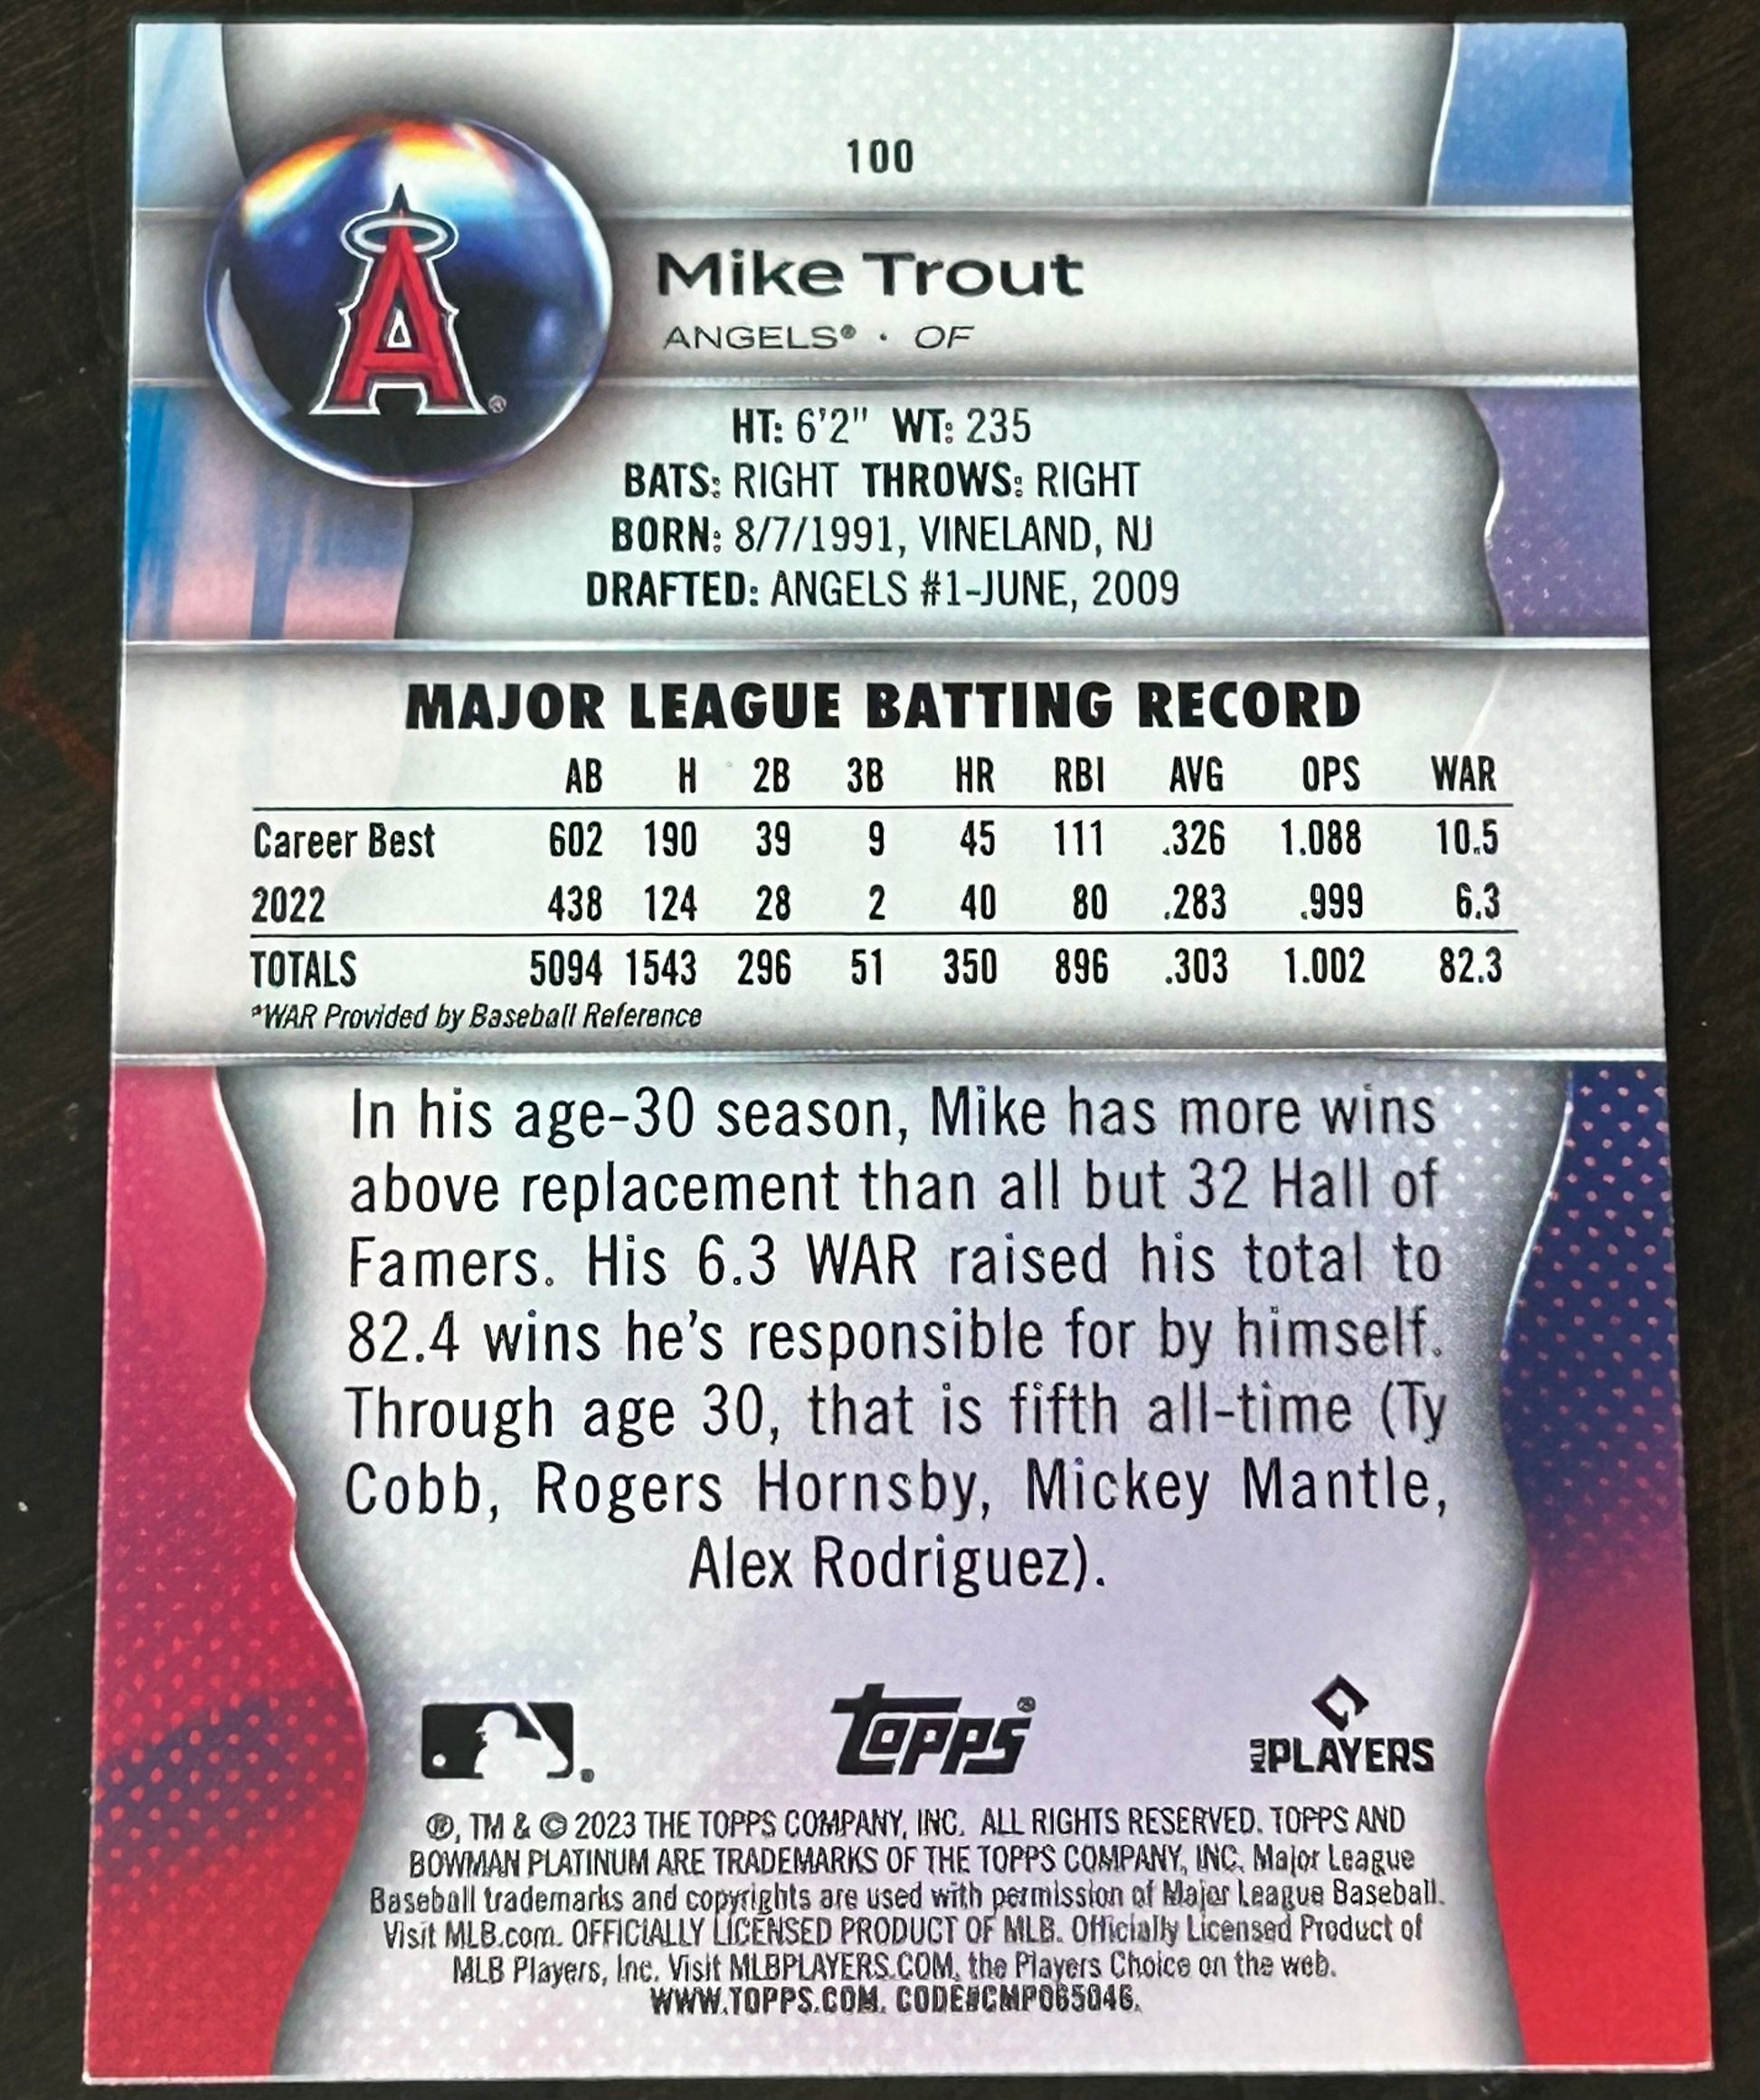 100
Mike Trout
ANGELS® · OF
HT: 6'2" WT: 235
BATS: RIGHT THROWS: RIGHT
BORN: 8/7/1991, VINELAND, NJ
DRAFTED: ANGELS #1-JUNE, 2009
MAJOR LEAGUE BATTING RECORD
AB H 2B 3B HR RBI AVG OPS WAR
Career Best 602 190 39 9 45 111 .326 1.088 10.5
2022 438 124 28 2 40 80 .283 .999 6.3
TOTALS 5094 1543 296 51 350 896 .303 1.002 82.3
*WAR Provided by Baseball Reference
In his age-30 season, Mike has more wins
above replacement than all but 32 Hall of
Famers. His 6.3 WAR raised his total to
82.4 wins he's responsible for by himself.
Through age 30, that is fifth all-time (Ty
Cobb, Rogers Hornsby, Mickey Mantle,
Alex Rodriguez).
Topps® MLB PLAYERS
®, TM & © 2023 THE TOPPS COMPANY, INC. ALL RIGHTS RESERVED. TOPPS AND
BOWMAN PLATINUM ARE TRADEMARKS OF THE TOPPS COMPANY, INC. Major League
Baseball trademarks and copyrights are used with permission of Major League Baseball.
Visit MLB.com. OFFICIALLY LICENSED PRODUCT OF MLB. Officially Licensed Product of
MLB Players, Inc. Visit MLBPLAYERS.COM, the Players Choice on the web.
WWW.TOPPS.COM. CODE#CMP065046.